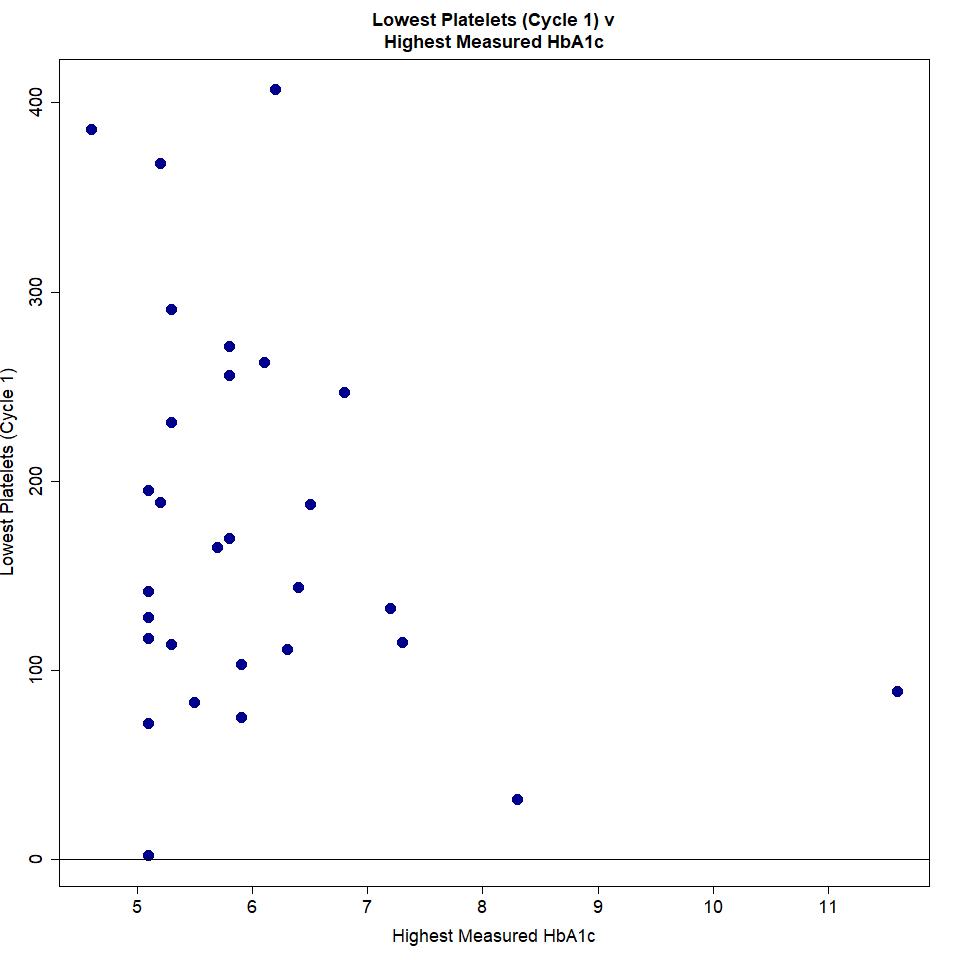 Lowest Platelets (Cycle 1) v
Highest Measured HbA1c
Lowest Platelets (Cycle 1)
400
300
200
100
0
5 6 7 8 9 10 11
Highest Measured HbA1c